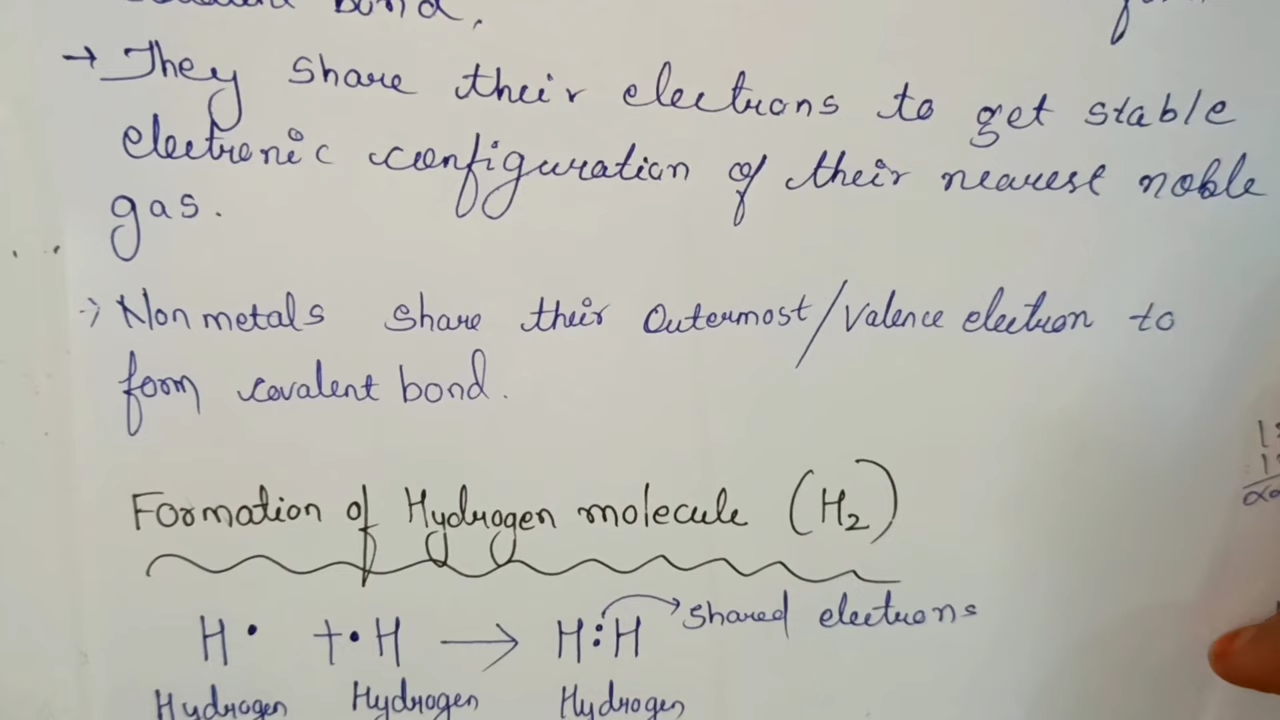 bond,
→ They share their electrons to get stable
electronic configuration of their nearest noble
gas.
→ Non metals share their Outermost/Valence electron to
form covalent bond.
Formation of Hydrogen molecule (H₂)
H• + •H → H:H → Shared electrons
Hydrogen Hydrogen Hydrogen